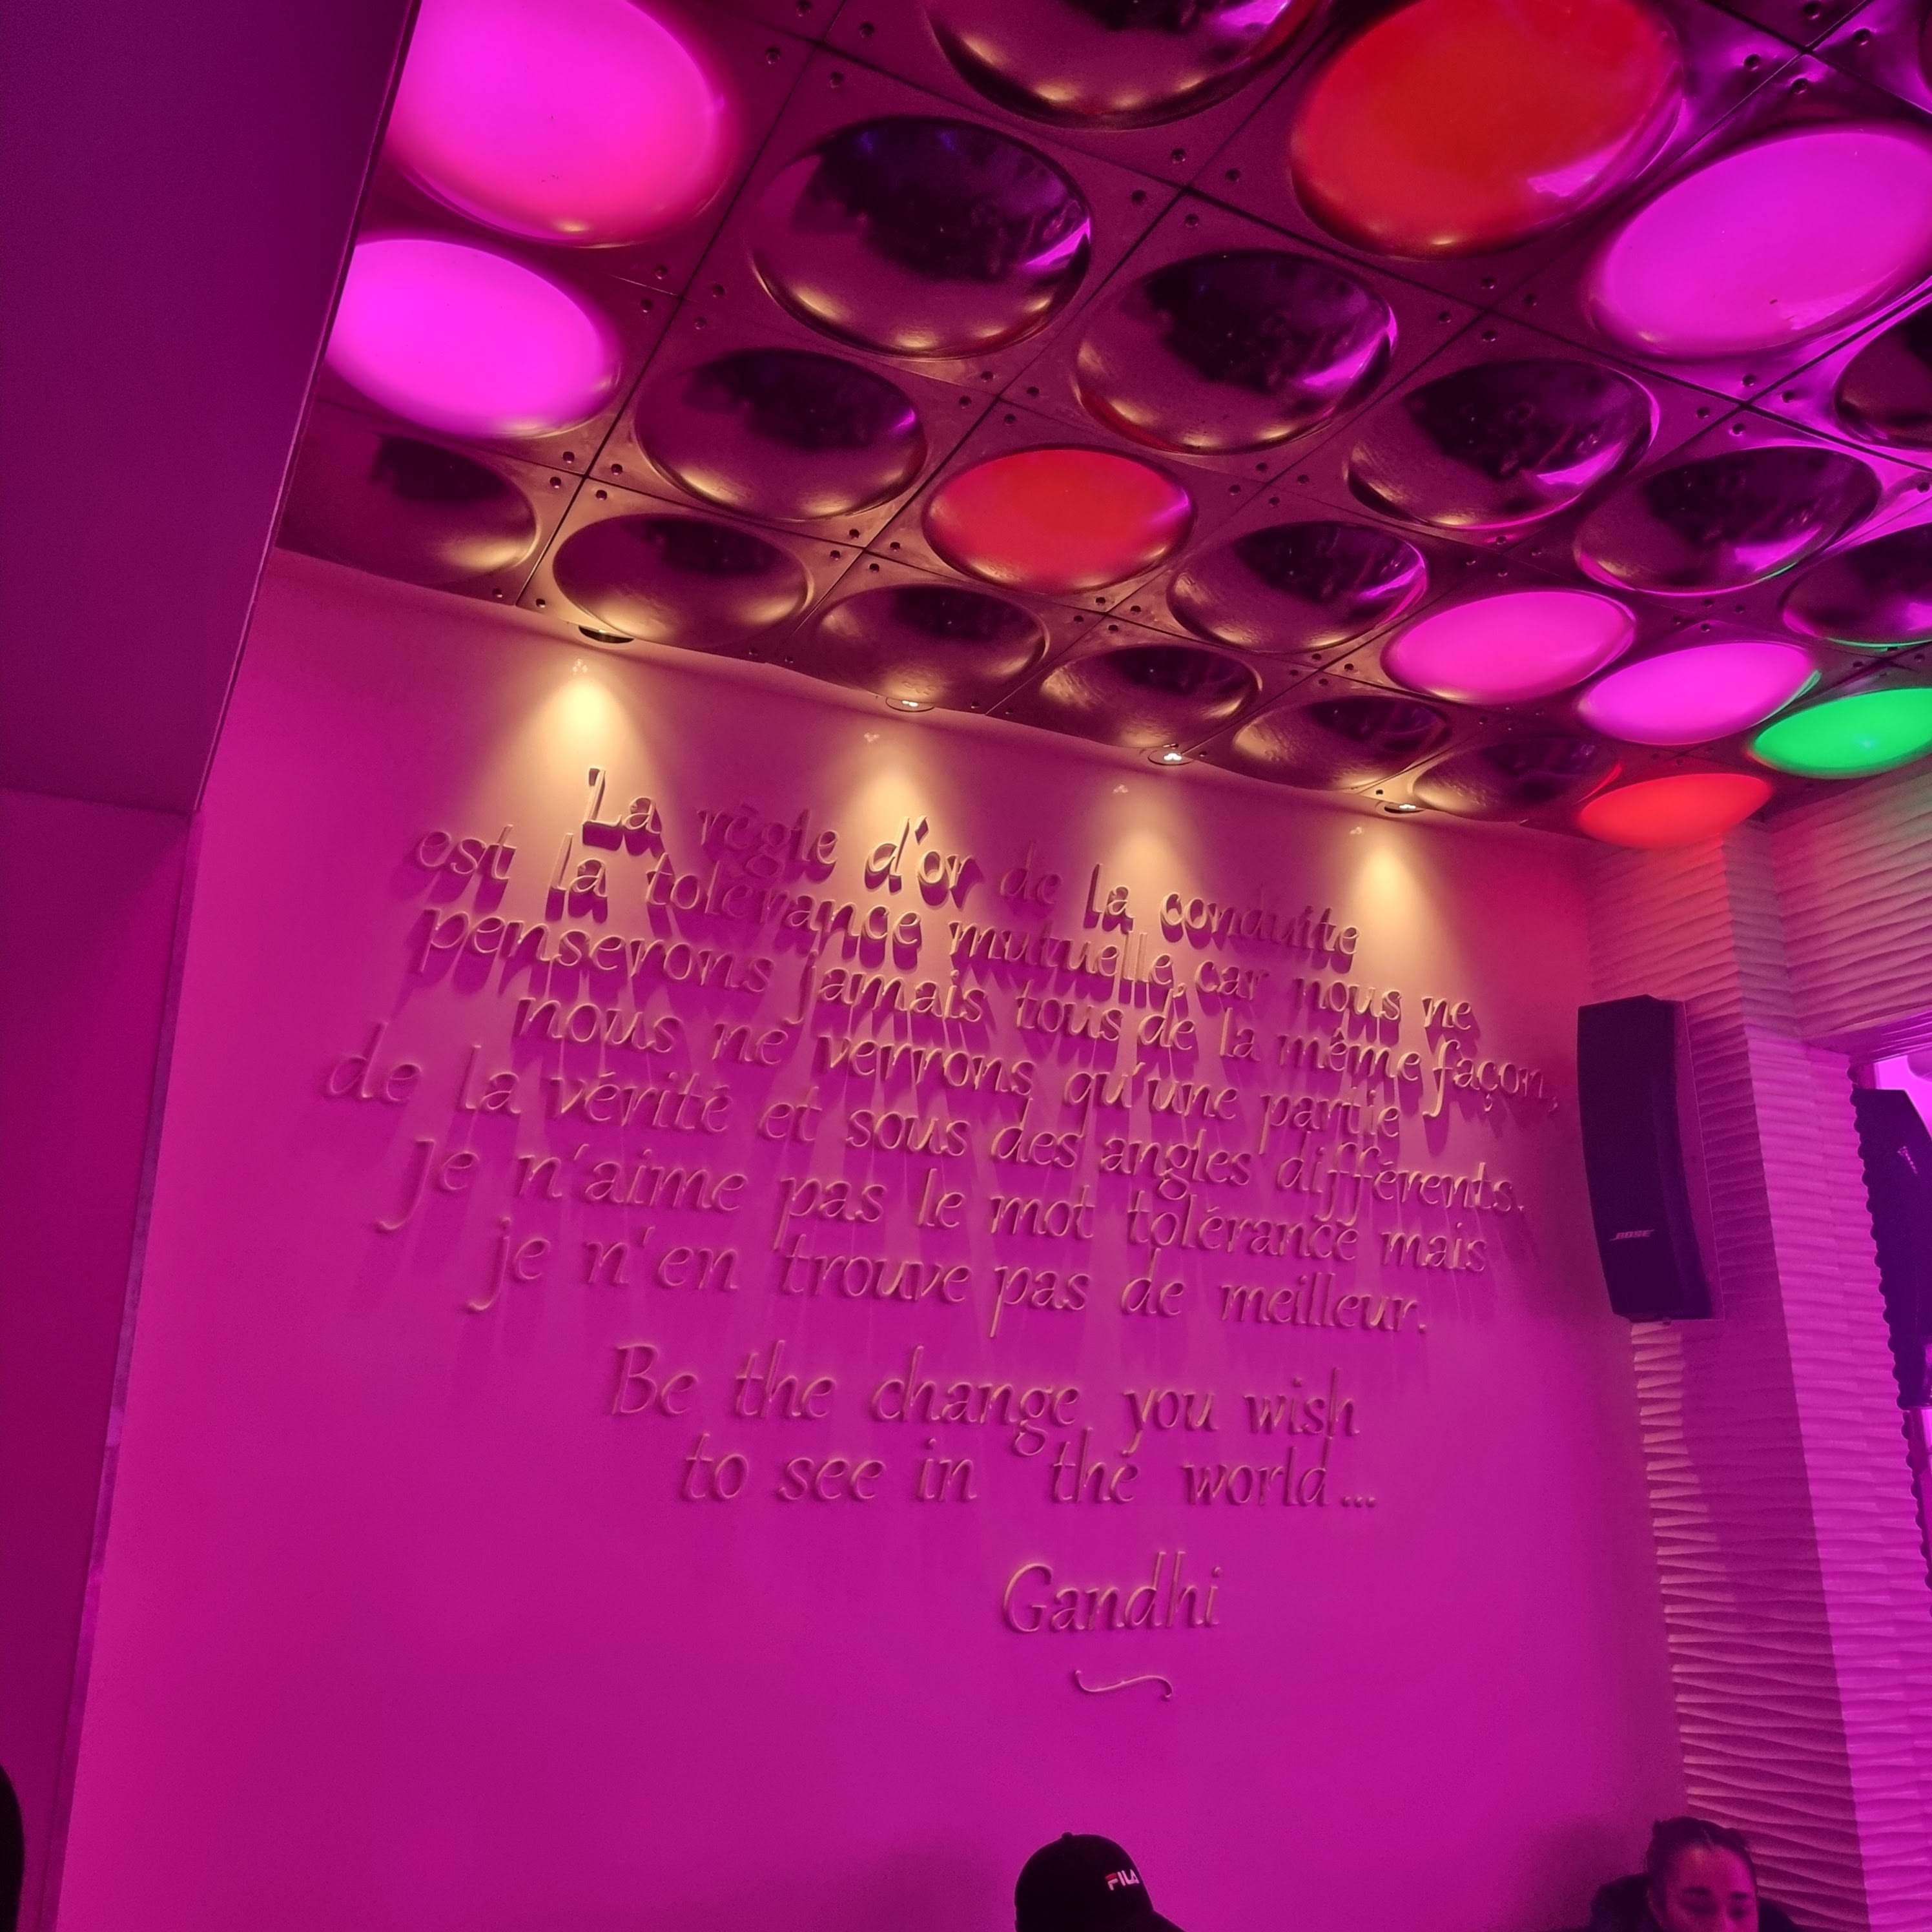 La règle d'or de la conduite
est la tolérance mutuelle, car nous ne
penserons jamais tous de la même façon,
nous ne verrons qu'une partie
de la vérité et sous des angles différents.
je n'aime pas le mot tolérance mais
je n'en trouve pas de meilleur.
Be the change you wish
to see in the world...
Gandhi
BOSE
FILA